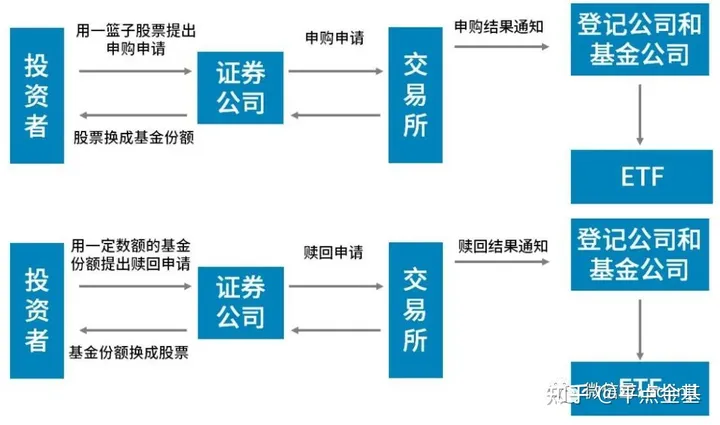 用一篮子股票提出
申购申请
投资者
股票换成基金份额
证券
公司
申购申请
交易所
申购结果通知
登记公司和
基金公司
ETF
用一定数额的基金
份额提出赎回申请
投资者
基金份额换成股票
证券
公司
赎回申请
交易所
赎回结果通知
登记公司和
基金公司
ETF
知乎 @牛点金基